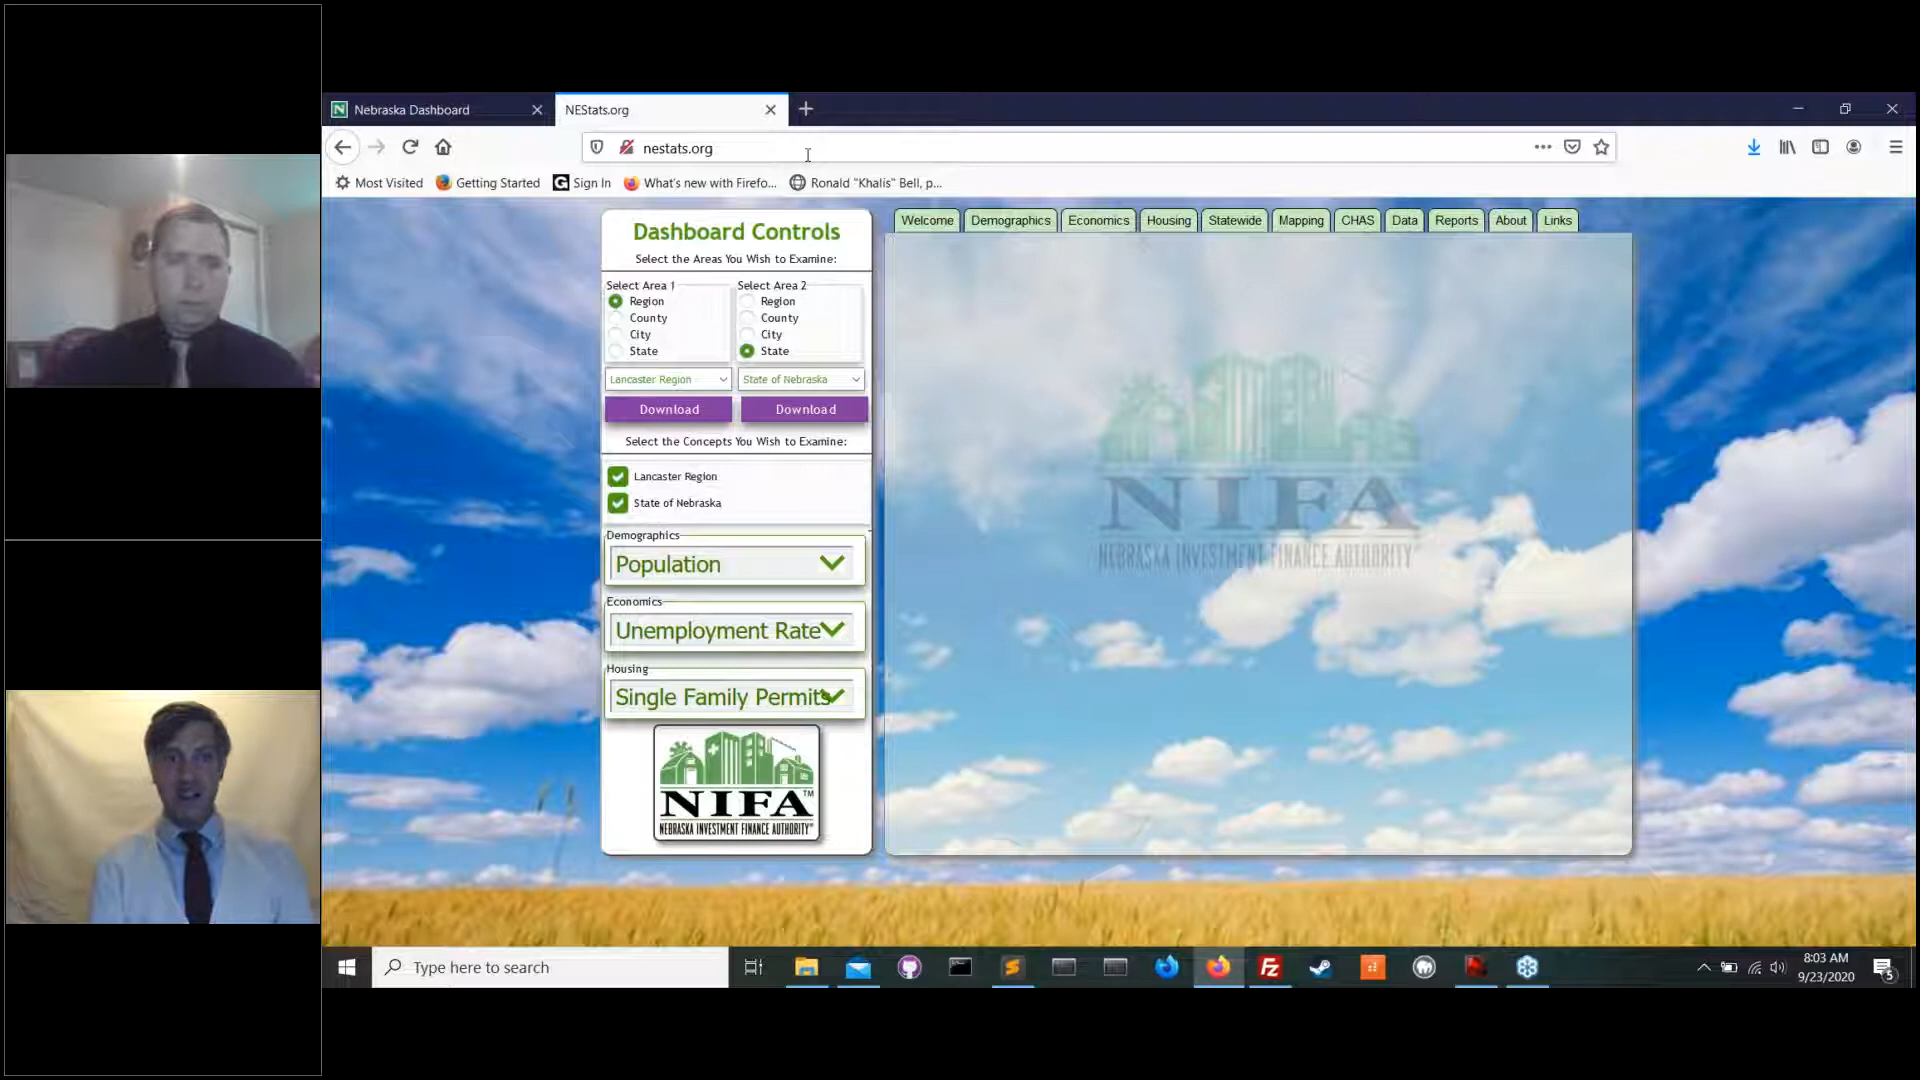 Nebraska Dashboard
NEStats.org
nestats.org
Most Visited
Getting Started
Sign In
What's new with Firefo...
Ronald "Khalis" Bell, p...
Dashboard Controls
Select the Areas You Wish to Examine:
Select Area 1
Region
County
City
State
Select Area 2
Region
County
City
State
Lancaster Region
State of Nebraska
Download
Download
Select the Concepts You Wish to Examine:
Lancaster Region
State of Nebraska
Demographics
Population
Economics
Unemployment Rate
Housing
Single Family Permits
NIFA™
NEBRASKA INVESTMENT FINANCE AUTHORITY
Welcome
Demographics
Economics
Housing
Statewide
Mapping
CHAS
Data
Reports
About
Links
NIFA
NEBRASKA INVESTMENT FINANCE AUTHORITY
Type here to search
8:03 AM
9/23/2020
5